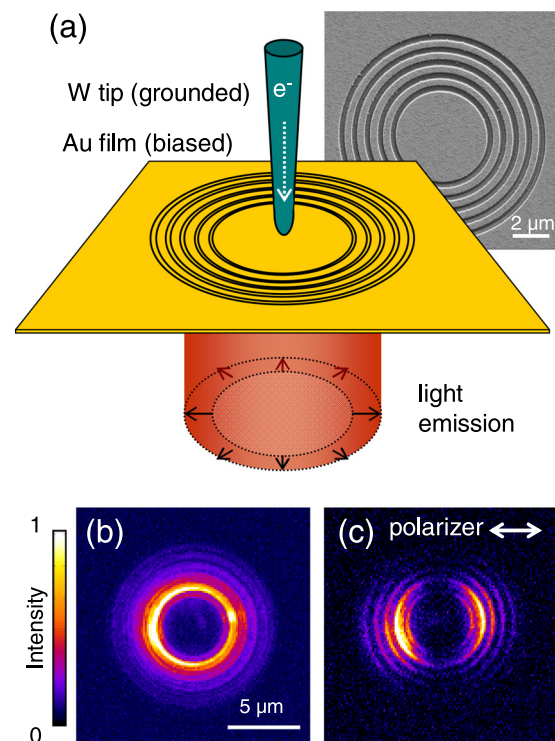 (a)
W tip (grounded)
e-
Au film (biased)
2 μm
light
emission
1
Intensity
0
(b)
5 μm
(c)
polarizer